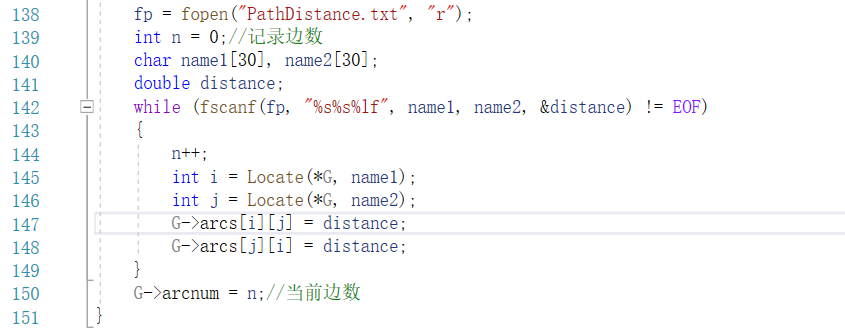 138 fp = fopen("PathDistance.txt", "r");
139 int n = 0;//记录边数
140 char name1[30], name2[30];
141 double distance;
142 while (fscanf(fp, "%s%s%lf", name1, name2, &distance) != EOF)
143 {
144 n++;
145 int i = Locate(*G, name1);
146 int j = Locate(*G, name2);
147 G->arcs[i][j] = distance;
148 G->arcs[j][i] = distance;
149 }
150 G->arcnum = n;//当前边数
151 }